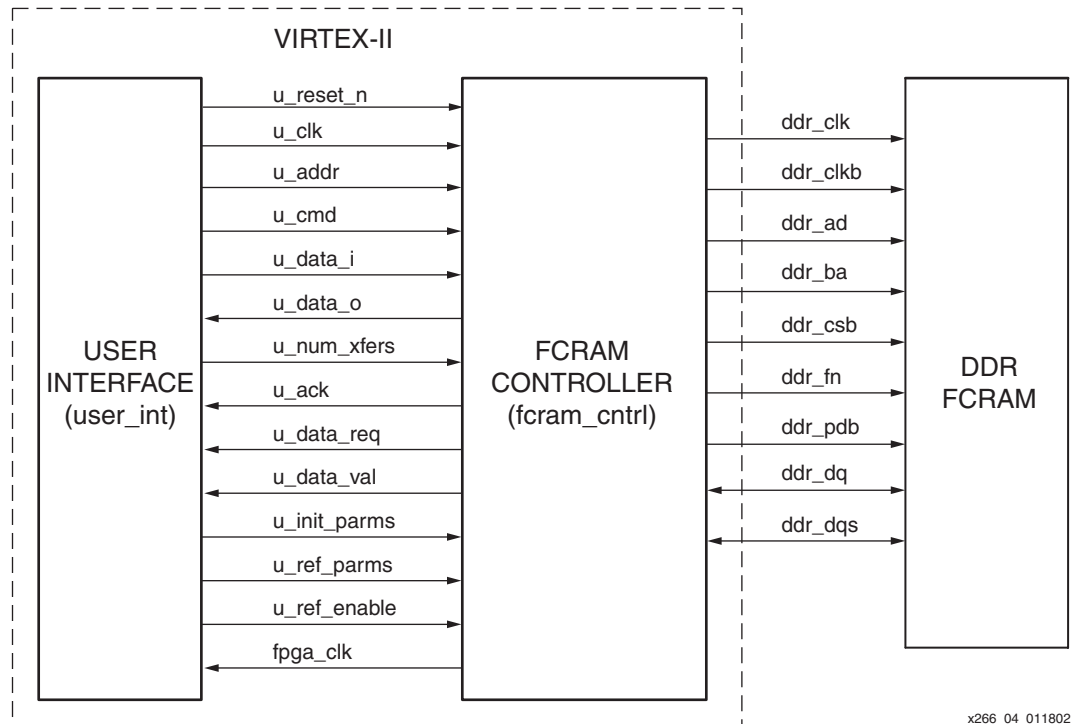 VIRTEX-II
USER
INTERFACE
(user_int)
u_reset_n
u_clk
u_addr
u_cmd
u_data_i
u_data_o
u_num_xfers
u_ack
u_data_req
u_data_val
u_init_parms
u_ref_parms
u_ref_enable
fpga_clk
FCRAM
CONTROLLER
(fcram_cntrl)
ddr_clk
ddr_clkb
ddr_ad
ddr_ba
ddr_csb
ddr_fn
ddr_pdb
ddr_dq
ddr_dqs
DDR
FCRAM
x266_04_011802